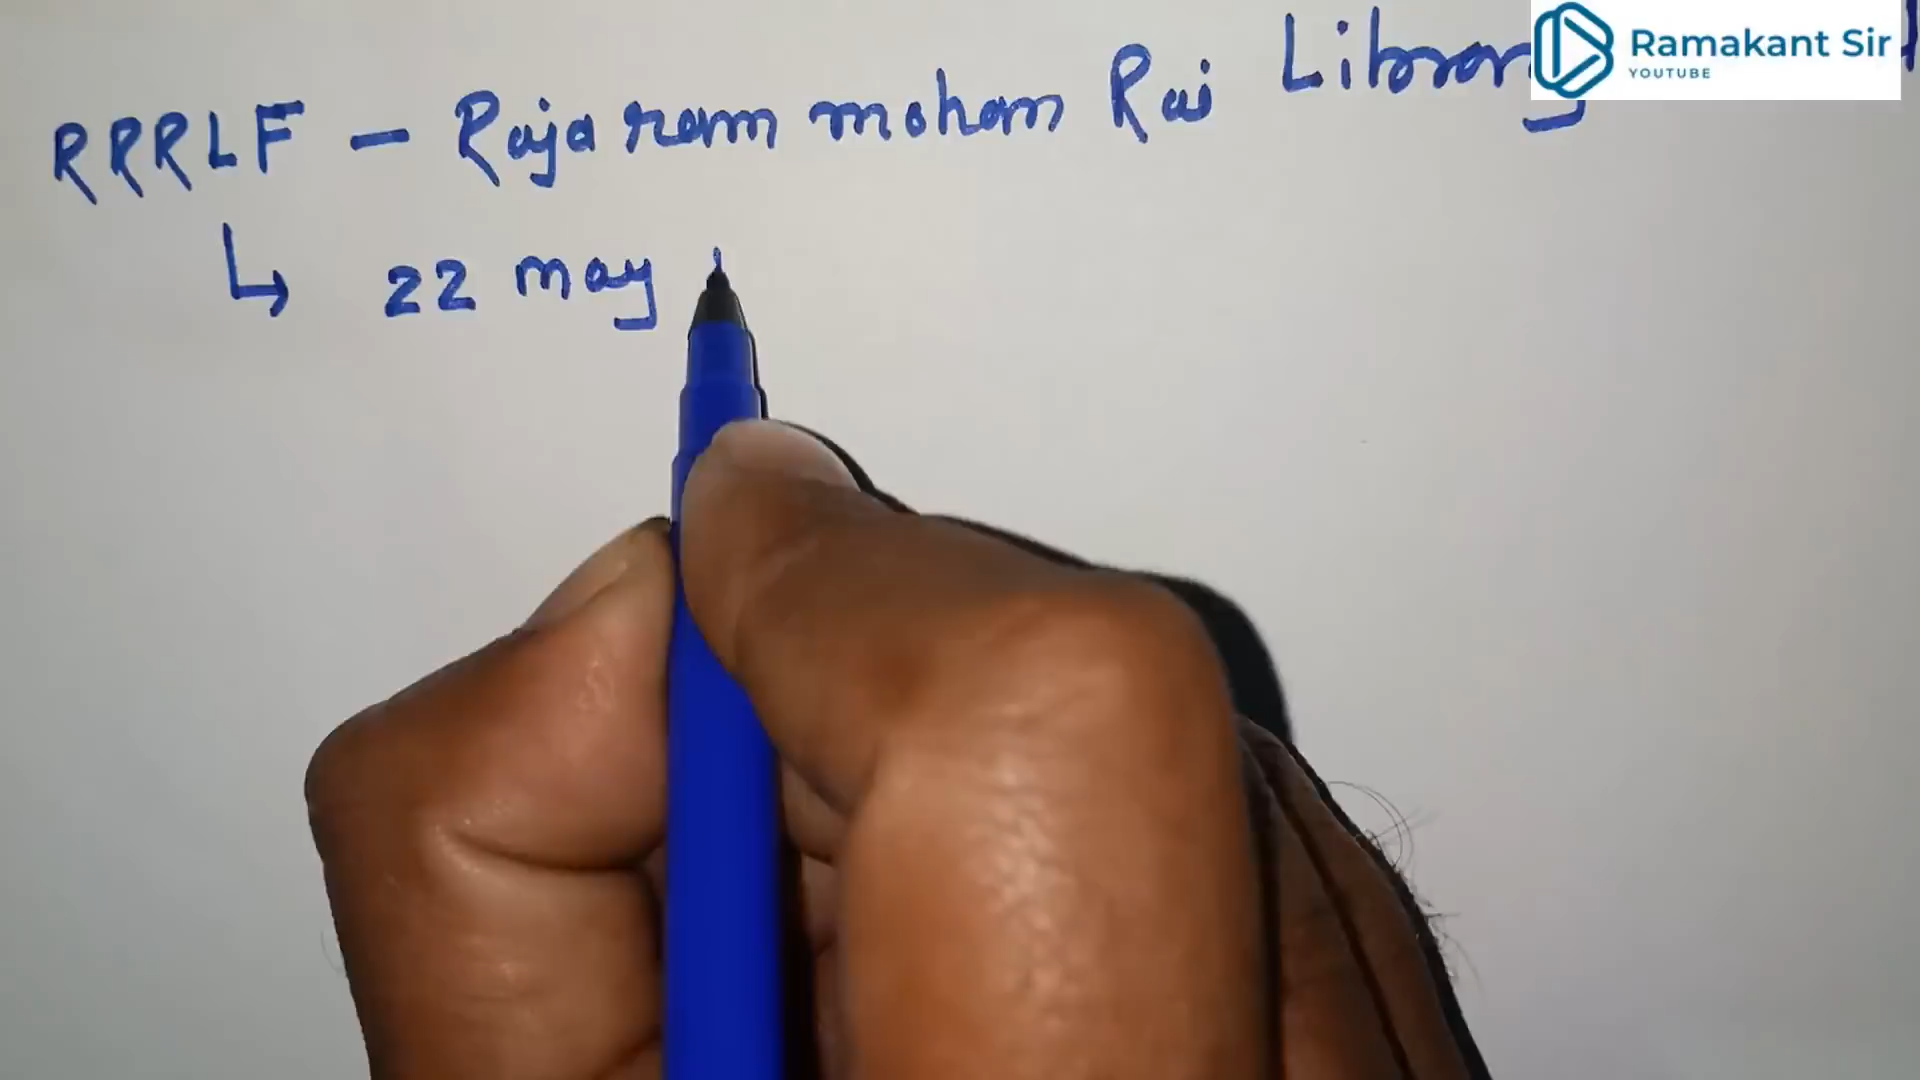 RRRLF - Raja ram mohan Rai Library
↳ 22 may
Ramakant Sir
YOUTUBE